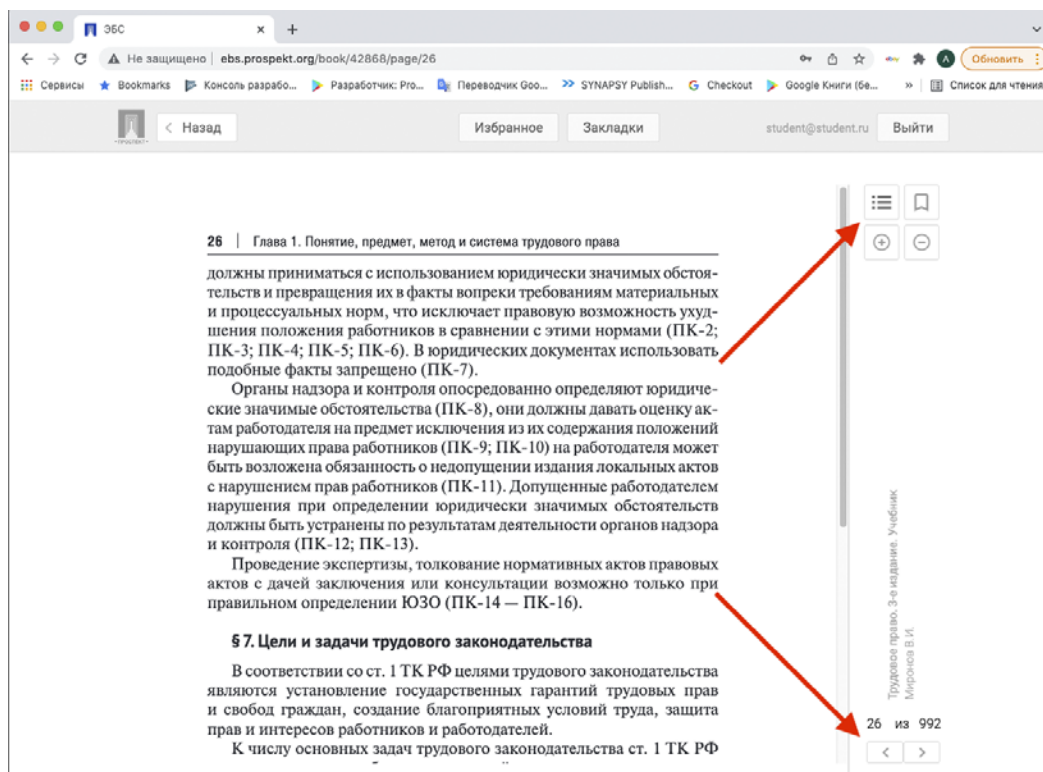 ЭБС
Не защищено | ebs.prospekt.org/book/42868/page/26
Обновить
Сервисы Bookmarks Консоль разрабо... Разработчик: Pro... Переводчик Goo... SYNAPSY Publish... Checkout Google Книги (бе... » Список для чтения
Назад Избранное Закладки student@student.ru Выйти
ПРОСПЕКТ
26 | Глава 1. Понятие, предмет, метод и система трудового права
должны приниматься с использованием юридически значимых обстоя-
тельств и превращения их в факты вопреки требованиям материальных
и процессуальных норм, что исключает правовую возможность ухуд-
шения положения работников в сравнении с этими нормами (ПК-2;
ПК-3; ПК-4; ПК-5; ПК-6). В юридических документах использовать
подобные факты запрещено (ПК-7).
Органы надзора и контроля опосредованно определяют юридиче-
ские значимые обстоятельства (ПК-8), они должны давать оценку ак-
там работодателя на предмет исключения из их содержания положений
нарушающих права работников (ПК-9; ПК-10) на работодателя может
быть возложена обязанность о недопущении издания локальных актов
с нарушением прав работников (ПК-11). Допущенные работодателем
нарушения при определении юридически значимых обстоятельств
должны быть устранены по результатам деятельности органов надзора
и контроля (ПК-12; ПК-13).
Проведение экспертизы, толкование нормативных актов правовых
актов с дачей заключения или консультации возможно только при
правильном определении ЮЗО (ПК-14 — ПК-16).
§ 7. Цели и задачи трудового законодательства
В соответствии со ст. 1 ТК РФ целями трудового законодательства
являются установление государственных гарантий трудовых прав
и свобод граждан, создание благоприятных условий труда, защита
прав и интересов работников и работодателей.
К числу основных задач трудового законодательства ст. 1 ТК РФ
Трудовое право. 3-е издание. Учебник
Миронов В.И.
26 из 992